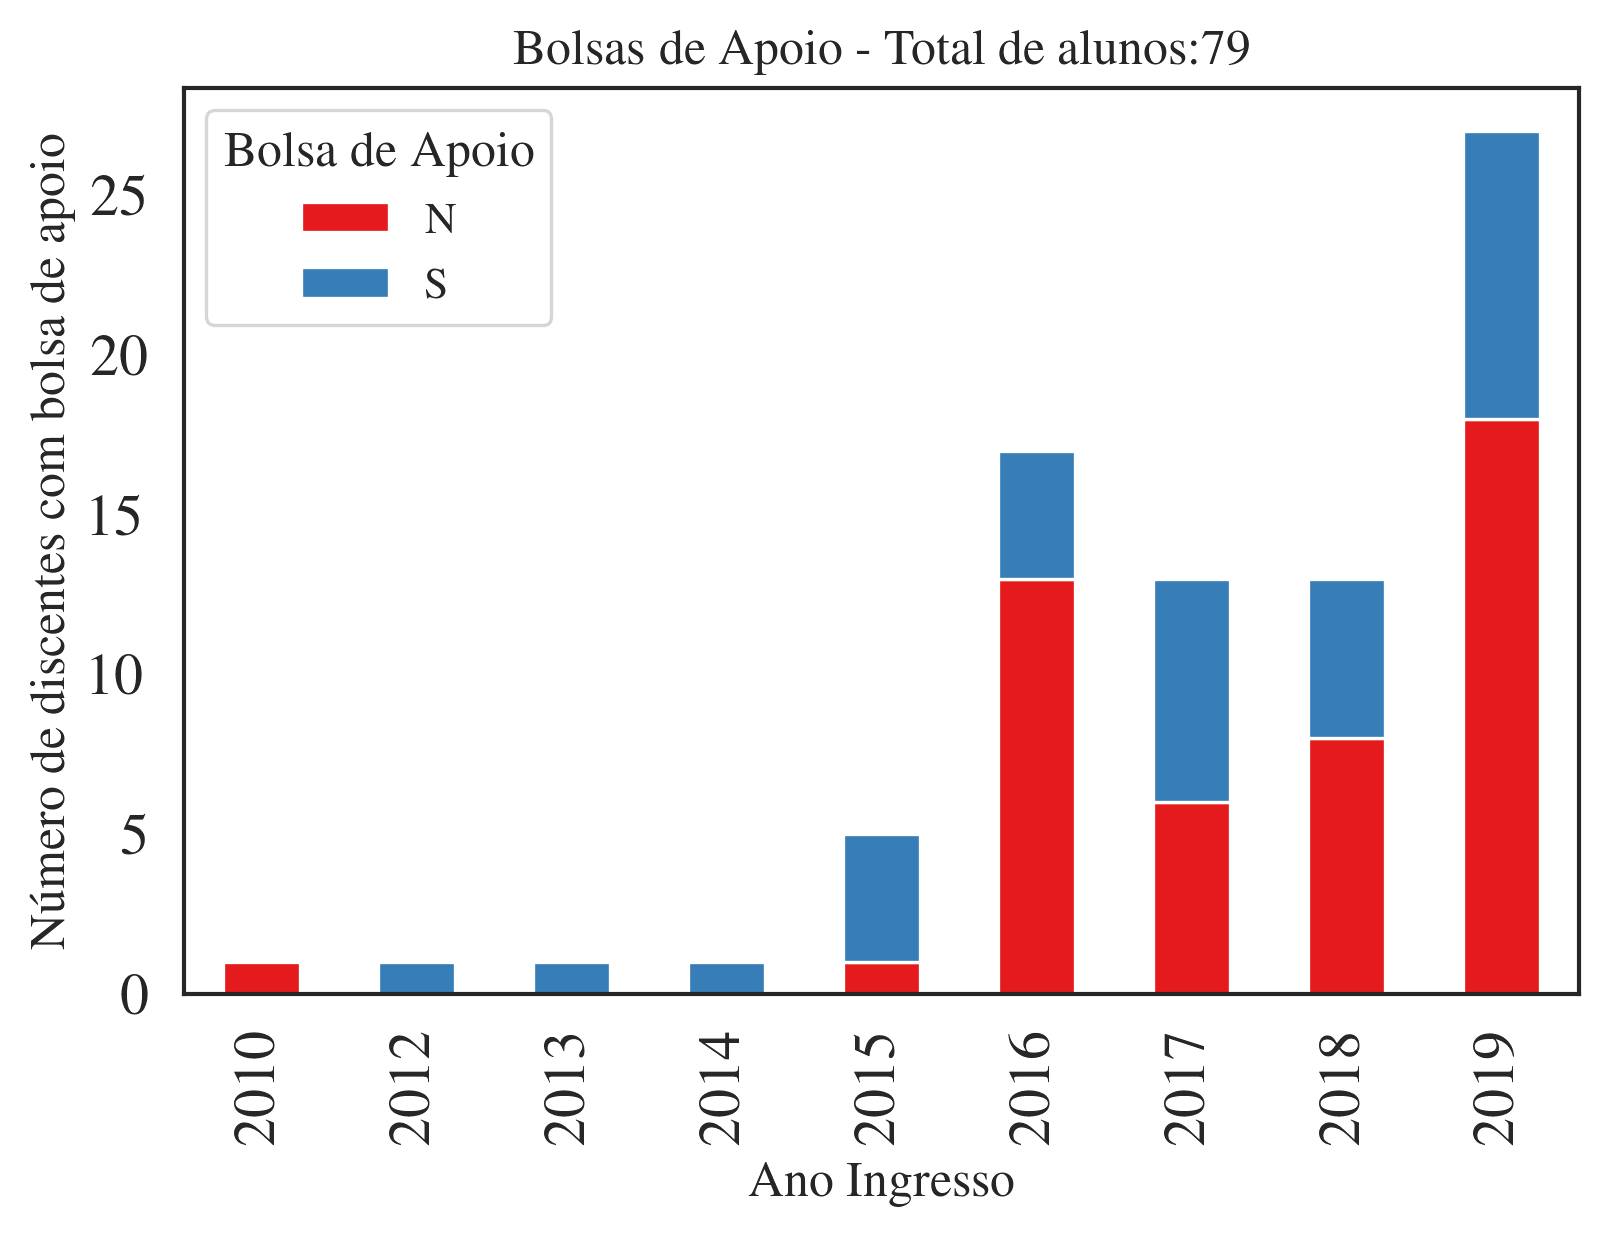 Bolsas de Apoio - Total de alunos:79
Bolsa de Apoio
N
S
Número de discentes com bolsa de apoio
25
20
15
10
5
0
2010
2012
2013
2014
2015
2016
2017
2018
2019
Ano Ingresso